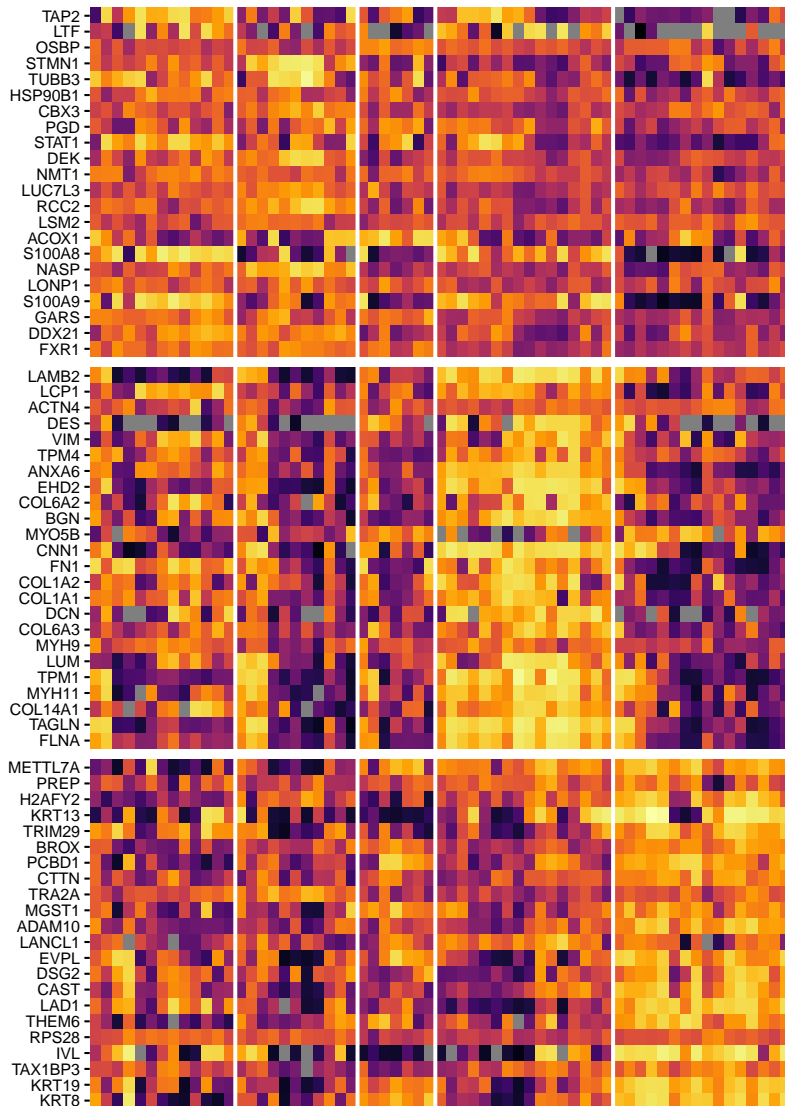 TAP2
LTF
OSBP
STMN1
TUBB3
HSP90B1
CBX3
PGD
STAT1
DEK
NMT1
LUC7L3
RCC2
LSM2
ACOX1
S100A8
NASP
LONP1
S100A9
GARS
DDX21
FXR1
LAMB2
LCP1
ACTN4
DES
VIM
TPM4
ANXA6
EHD2
COL6A2
BGN
MYO5B
CNN1
FN1
COL1A2
COL1A1
DCN
COL6A3
MYH9
LUM
TPM1
MYH11
COL14A1
TAGLN
FLNA
METTL7A
PREP
H2AFY2
KRT13
TRIM29
BROX
PCBD1
CTTN
TRA2A
MGST1
ADAM10
LANCL1
EVPL
DSG2
CAST
LAD1
THEM6
RPS28
IVL
TAX1BP3
KRT19
KRT8